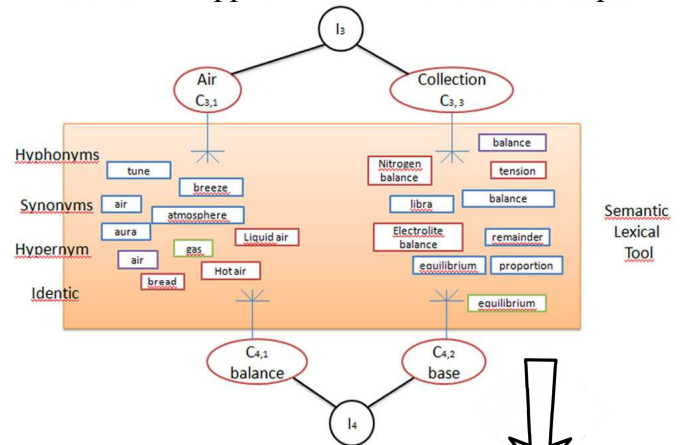 I3
Air
C3,1
Collection
C3,3
Hyphonyms
Synonyms
Hypernym
Identic
tune
breeze
air
atmosphere
aura
Liquid air
gas
air
Hot air
bread
balance
Nitrogen
balance
tension
libra
balance
Electrolite
balance
remainder
equilibrium
proportion
equilibrium
Semantic
Lexical
Tool
C4,1
balance
C4,2
base
I4